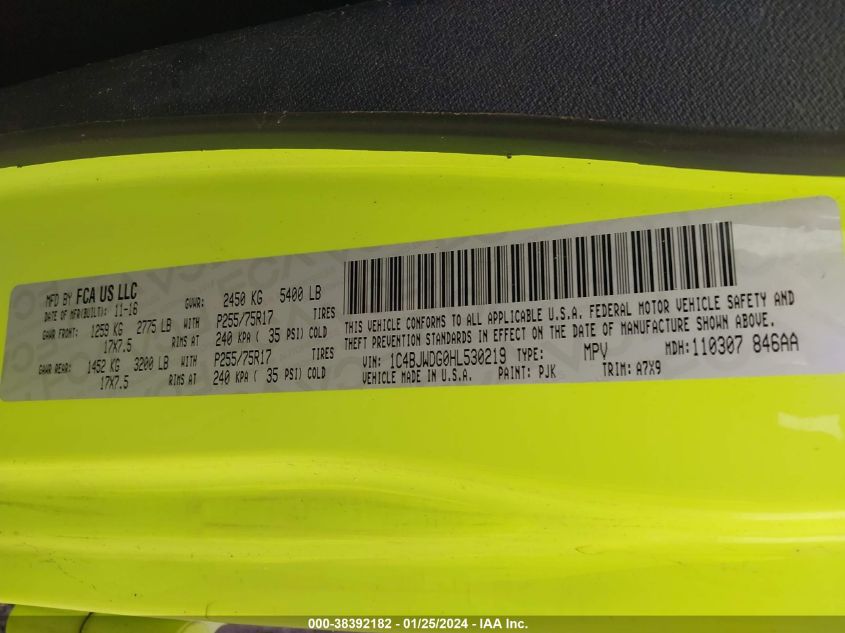 MFD BY FCA US LLC
DATE OF MFR(BUILT): 11-16 GVWR: 2450 KG 5400 LB
GAWR FRONT: 1259 KG 2775 LB WITH P255/75R17 TIRES
17X7.5 RIMS AT 240 KPA ( 35 PSI) COLD
GAWR REAR: 1452 KG 3200 LB WITH P255/75R17 TIRES
17X7.5 RIMS AT 240 KPA ( 35 PSI) COLD
THIS VEHICLE CONFORMS TO ALL APPLICABLE U.S.A. FEDERAL MOTOR VEHICLE SAFETY AND
THEFT PREVENTION STANDARDS IN EFFECT ON THE DATE OF MANUFACTURE SHOWN ABOVE.
VIN: 1C4BJWDG0HL530219 TYPE: MPV MDH: 110307 846AA
VEHICLE MADE IN U.S.A. PAINT: PJK TRIM: A7X9
000-38392182 - 01/25/2024 - IAA Inc.